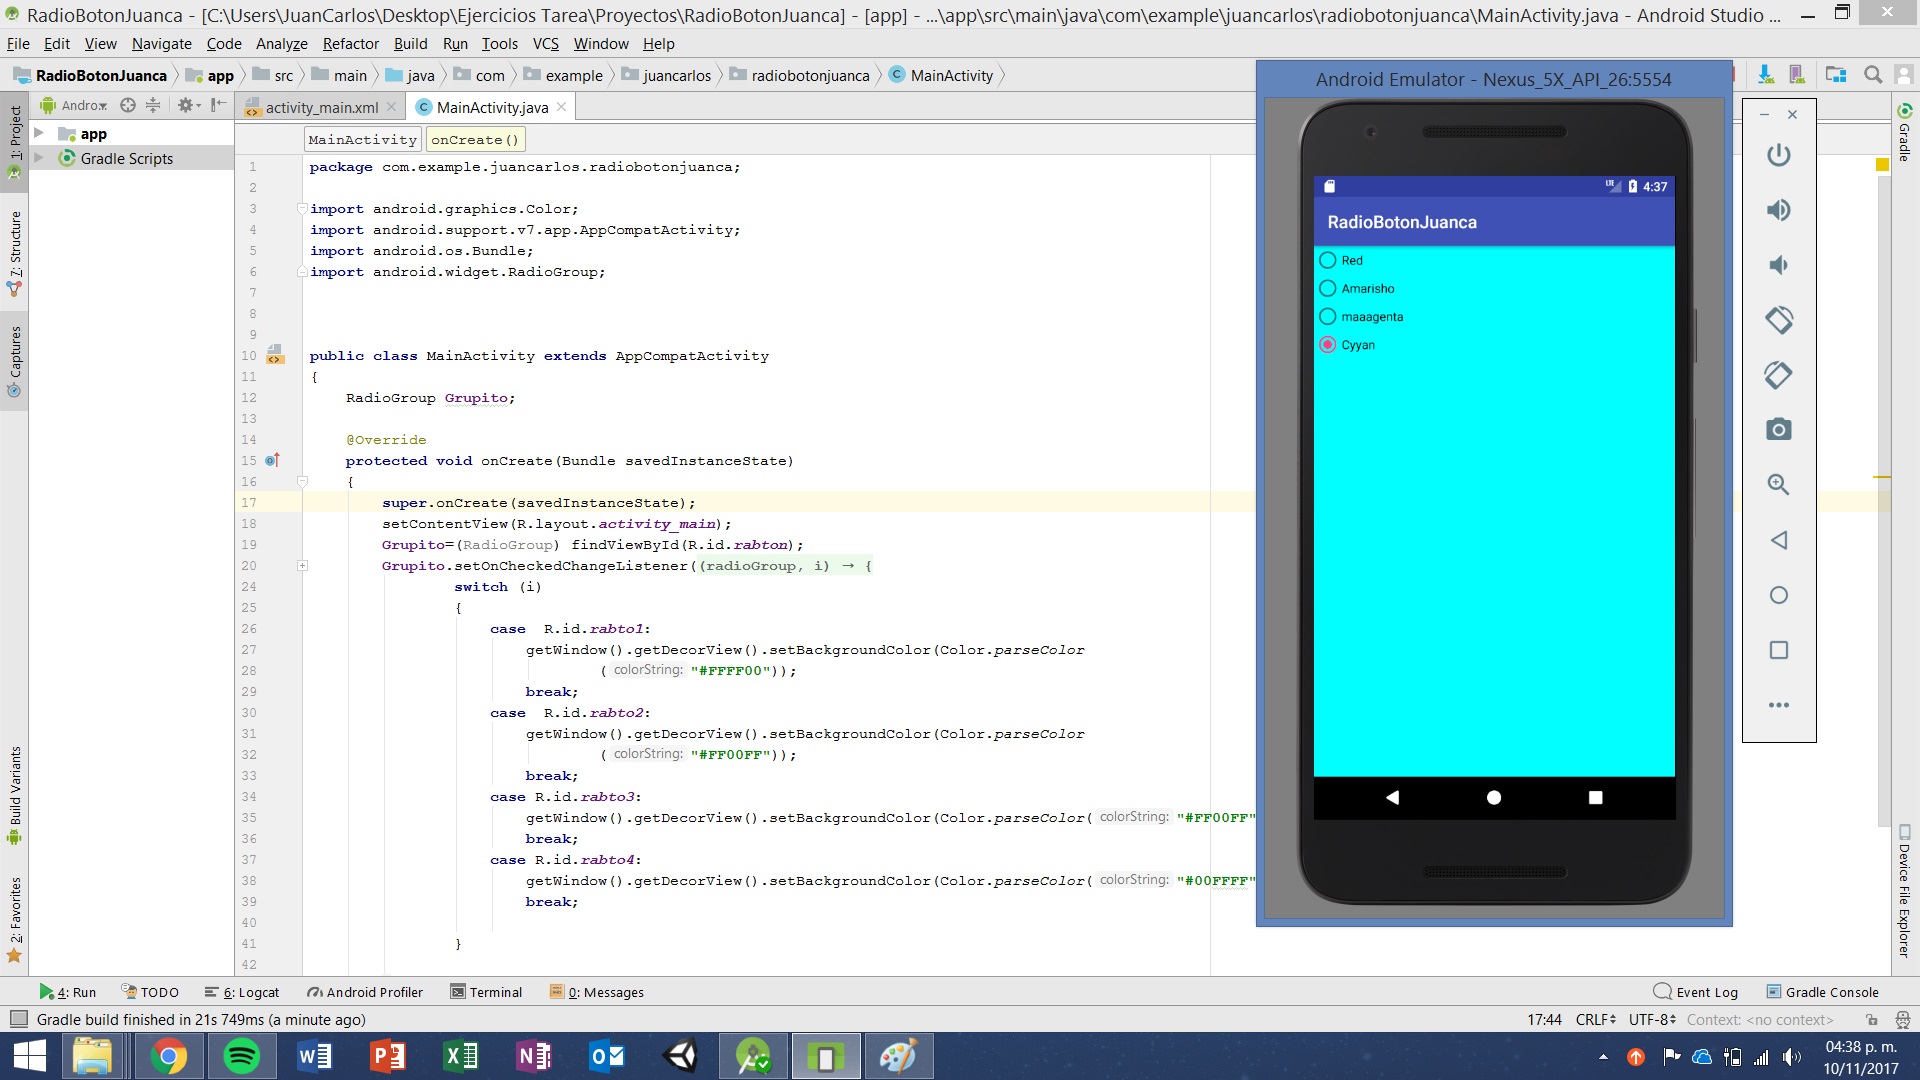 RadioBotonJuanca - [C:\Users\JuanCarlos\Desktop\Ejercicios Tarea\Proyectos\RadioBotonJuanca] - [app] - ...\app\src\main\java\com\example\juancarlos\radiobotonjuanca\MainActivity.java - Android Studio ...
File Edit View Navigate Code Analyze Refactor Build Run Tools VCS Window Help
RadioBotonJuanca app src main java com example juancarlos radiobotonjuanca MainActivity
Andro... activity_main.xml MainActivity.java
1: Project
7: Structure
Captures
Build Variants
2: Favorites
app
Gradle Scripts
MainActivity onCreate()
1 package com.example.juancarlos.radiobotonjuanca;
2
3 import android.graphics.Color;
4 import android.support.v7.app.AppCompatActivity;
5 import android.os.Bundle;
6 import android.widget.RadioGroup;
7
8
9
10 public class MainActivity extends AppCompatActivity
11 {
12 RadioGroup Grupito;
13
14 @Override
15 protected void onCreate(Bundle savedInstanceState)
16 {
17 super.onCreate(savedInstanceState);
18 setContentView(R.layout.activity_main);
19 Grupito=(RadioGroup) findViewById(R.id.rabton);
20 Grupito.setOnCheckedChangeListener((radioGroup, i) → {
24 switch (i)
25 {
26 case R.id.rabto1:
27 getWindow().getDecorView().setBackgroundColor(Color.parseColor
28 ( colorString: "#FFFF00"));
29 break;
30 case R.id.rabto2:
31 getWindow().getDecorView().setBackgroundColor(Color.parseColor
32 ( colorString: "#FF00FF"));
33 break;
34 case R.id.rabto3:
35 getWindow().getDecorView().setBackgroundColor(Color.parseColor( colorString: "#FF00FF"
36 break;
37 case R.id.rabto4:
38 getWindow().getDecorView().setBackgroundColor(Color.parseColor( colorString: "#00FFFF"
39 break;
40
41 }
42
Android Emulator - Nexus_5X_API_26:5554
LTE 4:37
RadioBotonJuanca
Red
Amarisho
maaagenta
Cyyan
Gradle
Device File Explorer
4: Run TODO 6: Logcat Android Profiler Terminal 0: Messages Event Log Gradle Console
Gradle build finished in 21s 749ms (a minute ago) 17:44 CRLF UTF-8 Context: <no context>
04:38 p. m.
10/11/2017